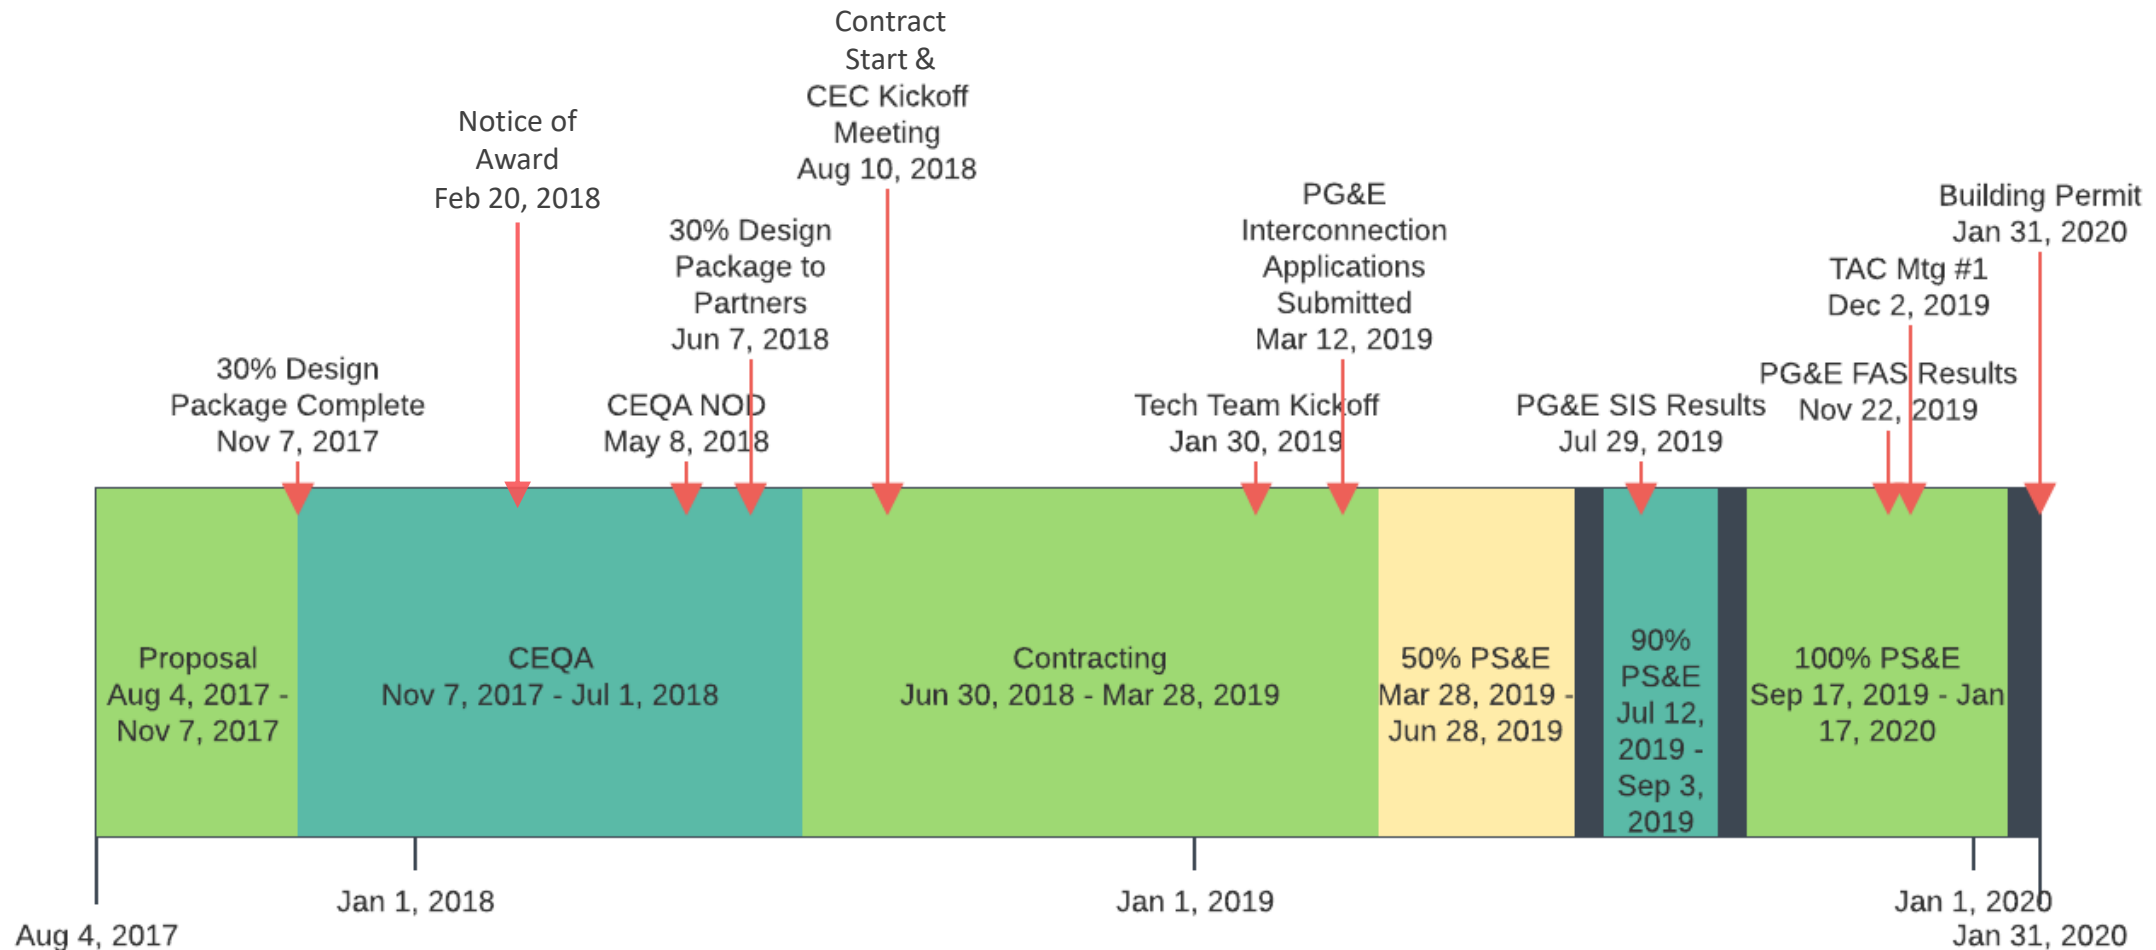 Contract
Start &
CEC Kickoff
Meeting
Aug 10, 2018
Notice of
Award
Feb 20, 2018
30% Design
Package to
Partners
Jun 7, 2018
PG&E
Interconnection
Applications
Submitted
Mar 12, 2019
Building Permit
Jan 31, 2020
TAC Mtg #1
Dec 2, 2019
30% Design
Package Complete
Nov 7, 2017
CEQA NOD
May 8, 2018
Tech Team Kickoff
Jan 30, 2019
PG&E SIS Results
Jul 29, 2019
PG&E FAS Results
Nov 22, 2019
Proposal
Aug 4, 2017 -
Nov 7, 2017
CEQA
Nov 7, 2017 - Jul 1, 2018
Contracting
Jun 30, 2018 - Mar 28, 2019
50% PS&E
Mar 28, 2019 -
Jun 28, 2019
90%
PS&E
Jul 12,
2019 -
Sep 3,
2019
100% PS&E
Sep 17, 2019 - Jan
17, 2020
Aug 4, 2017
Jan 1, 2018
Jan 1, 2019
Jan 1, 2020
Jan 31, 2020